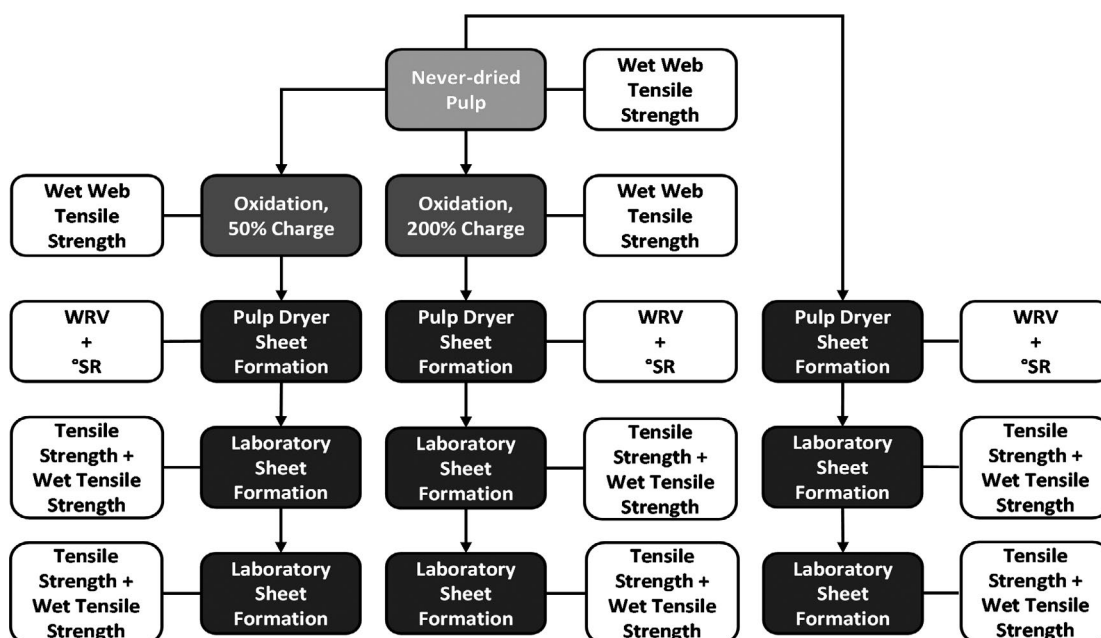 Never-dried
Pulp
Wet Web
Tensile
Strength
Wet Web
Tensile
Strength
Oxidation,
50% Charge
Oxidation,
200% Charge
Wet Web
Tensile
Strength
WRV
+
°SR
Pulp Dryer
Sheet
Formation
Pulp Dryer
Sheet
Formation
WRV
+
°SR
Pulp Dryer
Sheet
Formation
WRV
+
°SR
Tensile
Strength +
Wet Tensile
Strength
Laboratory
Sheet
Formation
Laboratory
Sheet
Formation
Tensile
Strength +
Wet Tensile
Strength
Laboratory
Sheet
Formation
Tensile
Strength +
Wet Tensile
Strength
Tensile
Strength +
Wet Tensile
Strength
Laboratory
Sheet
Formation
Laboratory
Sheet
Formation
Tensile
Strength +
Wet Tensile
Strength
Laboratory
Sheet
Formation
Tensile
Strength +
Wet Tensile
Strength